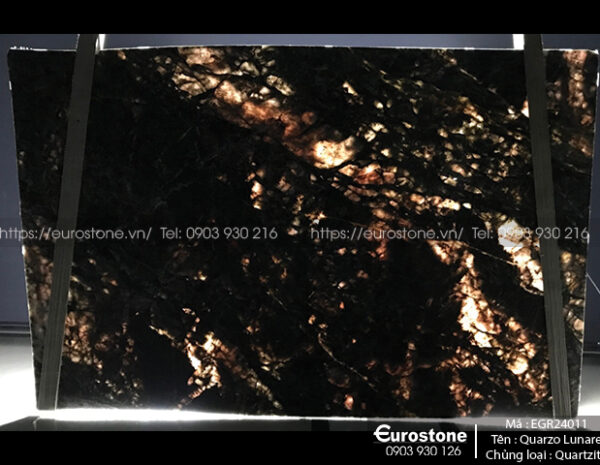 https://eurostone.vn/ Tel: 0903 930 216 https://eurostone.vn/ Tel: 0903 930 216
Mã : EGR24011
Eurostone
Tên : Quarzo Lunare
0903 930 126
Chủng loại : Quartzit